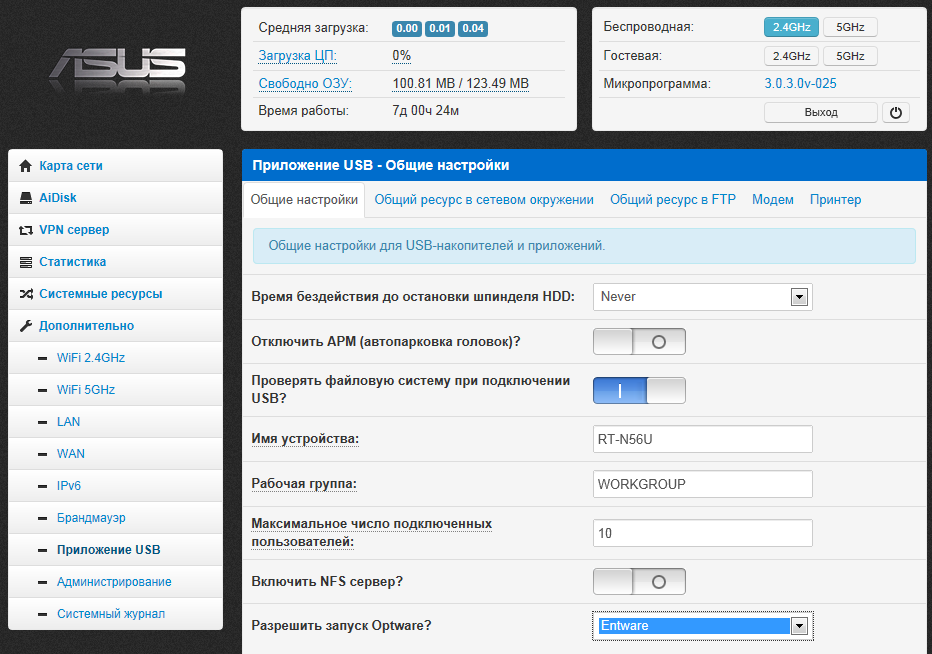 ASUS
Средняя загрузка: 0.00 0.01 0.04
Загрузка ЦП: 0%
Свободно ОЗУ: 100.81 MB / 123.49 MB
Время работы: 7д 00ч 24м
Беспроводная: 2.4GHz 5GHz
Гостевая: 2.4GHz 5GHz
Микропрограмма: 3.0.3.0v-025
Выход
Карта сети
AiDisk
VPN сервер
Статистика
Системные ресурсы
Дополнительно
WiFi 2.4GHz
WiFi 5GHz
LAN
WAN
IPv6
Брандмауэр
Приложение USB
Администрирование
Системный журнал
Приложение USB - Общие настройки
Общие настройки Общий ресурс в сетевом окружении Общий ресурс в FTP Модем Принтер
Общие настройки для USB-накопителей и приложений.
Время бездействия до остановки шпинделя HDD: Never
Отключить APM (автопарковка головок)?
Проверять файловую систему при подключении
USB?
Имя устройства: RT-N56U
Рабочая группа: WORKGROUP
Максимальное число подключенных
пользователей: 10
Включить NFS сервер?
Разрешить запуск Optware? Entware